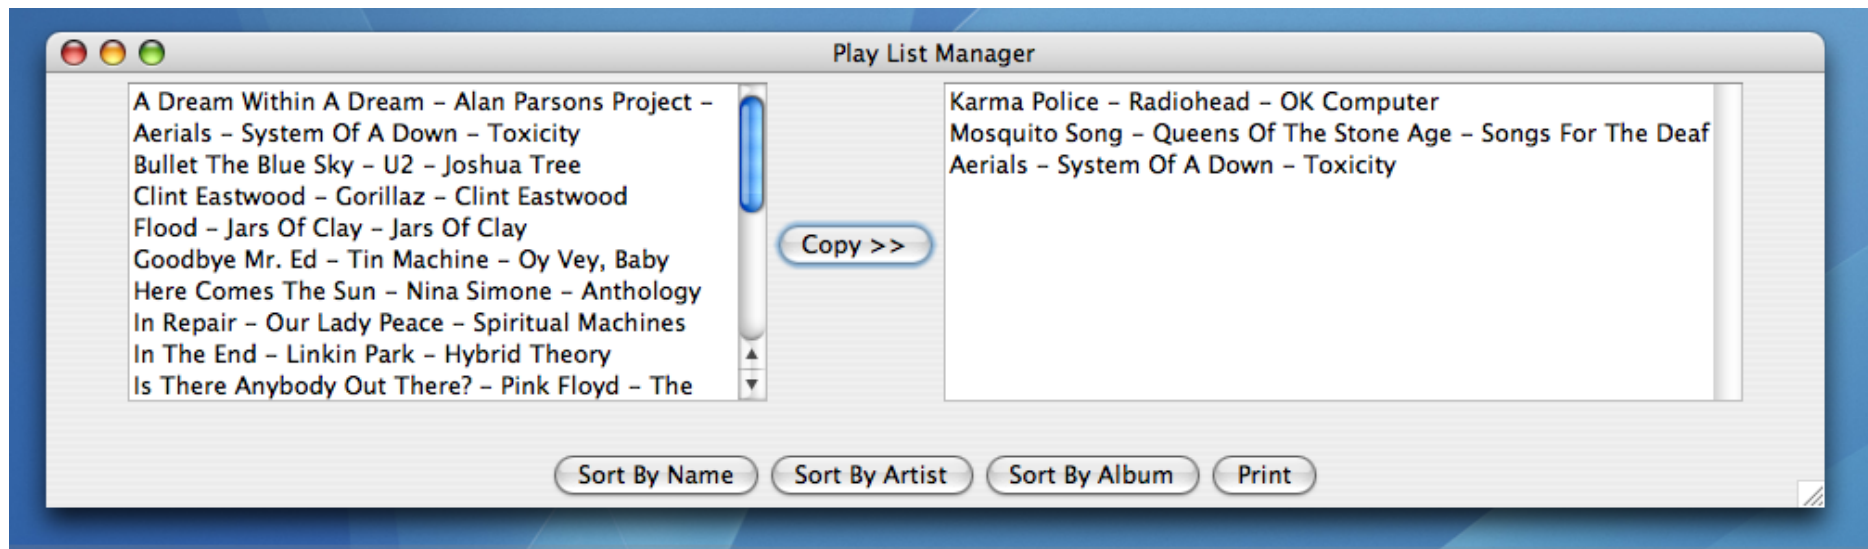 Play List Manager
A Dream Within A Dream – Alan Parsons Project –
Aerials – System Of A Down – Toxicity
Bullet The Blue Sky – U2 – Joshua Tree
Clint Eastwood – Gorillaz – Clint Eastwood
Flood – Jars Of Clay – Jars Of Clay
Goodbye Mr. Ed – Tin Machine – Oy Vey, Baby
Here Comes The Sun – Nina Simone – Anthology
In Repair – Our Lady Peace – Spiritual Machines
In The End – Linkin Park – Hybrid Theory
Is There Anybody Out There? – Pink Floyd – The
Copy >>
Karma Police – Radiohead – OK Computer
Mosquito Song – Queens Of The Stone Age – Songs For The Deaf
Aerials – System Of A Down – Toxicity
Sort By Name
Sort By Artist
Sort By Album
Print